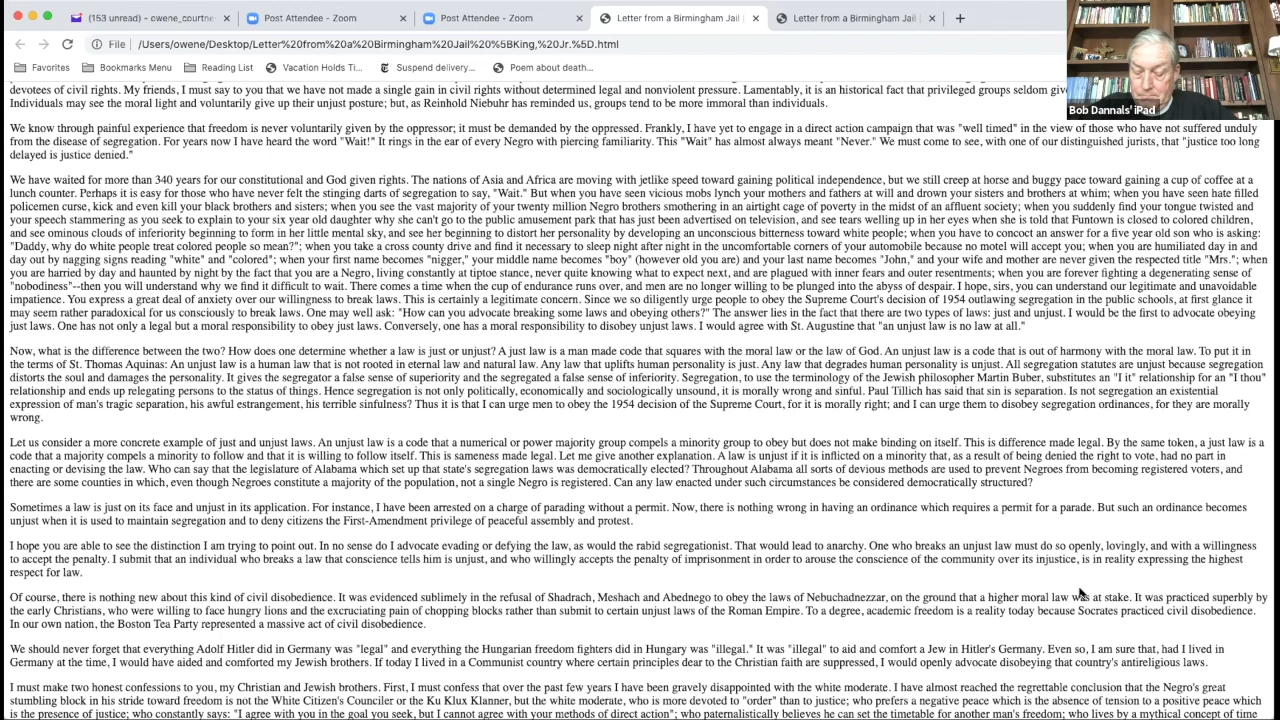 (153 unread) - owene_courtne
Post Attendee - Zoom
Post Attendee - Zoom
Letter from a Birmingham Jail
Letter from a Birmingham Jail
File
/Users/owene/Desktop/Letter%20from%20a%20Birmingham%20Jail%20%5BKing,%20Jr.%5D.html
Favorites
Bookmarks Menu
Reading List
Vacation Holds Ti...
Suspend delivery...
Poem about death...
Bob Dannals' iPad
devotees of civil rights. My friends, I must say to you that we have not made a single gain in civil rights without determined legal and nonviolent pressure. Lamentably, it is an historical fact that privileged groups seldom
Individuals may see the moral light and voluntarily give up their unjust posture; but, as Reinhold Niebuhr has reminded us, groups tend to be more immoral than individuals.
We know through painful experience that freedom is never voluntarily given by the oppressor; it must be demanded by the oppressed. Frankly, I have yet to engage in a direct action campaign that was "well timed" in the view of those who have not suffered unduly
from the disease of segregation. For years now I have heard the word "Wait!" It rings in the ear of every Negro with piercing familiarity. This "Wait" has almost always meant "Never." We must come to see, with one of our distinguished jurists, that "justice too long
delayed is justice denied."
We have waited for more than 340 years for our constitutional and God given rights. The nations of Asia and Africa are moving with jetlike speed toward gaining political independence, but we still creep at horse and buggy pace toward gaining a cup of coffee at a
lunch counter. Perhaps it is easy for those who have never felt the stinging darts of segregation to say, "Wait." But when you have seen vicious mobs lynch your mothers and fathers at will and drown your sisters and brothers at whim; when you have seen hate filled
policemen curse, kick and even kill your black brothers and sisters; when you see the vast majority of your twenty million Negro brothers smothering in an airtight cage of poverty in the midst of an affluent society; when you suddenly find your tongue twisted and
your speech stammering as you seek to explain to your six year old daughter why she can't go to the public amusement park that has just been advertised on television, and see tears welling up in her eyes when she is told that Funtown is closed to colored children,
and see ominous clouds of inferiority beginning to form in her little mental sky, and see her beginning to distort her personality by developing an unconscious bitterness toward white people; when you have to concoct an answer for a five year old son who is asking:
"Daddy, why do white people treat colored people so mean?"; when you take a cross county drive and find it necessary to sleep night after night in the uncomfortable corners of your automobile because no motel will accept you; when you are humiliated day in and
day out by nagging signs reading "white" and "colored"; when your first name becomes "nigger," your middle name becomes "boy" (however old you are) and your last name becomes "John," and your wife and mother are never given the respected title "Mrs."; when
you are harried by day and haunted by night by the fact that you are a Negro, living constantly at tiptoe stance, never quite knowing what to expect next, and are plagued with inner fears and outer resentments; when you are forever fighting a degenerating sense of
"nobodiness"--then you will understand why we find it difficult to wait. There comes a time when the cup of endurance runs over, and men are no longer willing to be plunged into the abyss of despair. I hope, sirs, you can understand our legitimate and unavoidable
impatience. You express a great deal of anxiety over our willingness to break laws. This is certainly a legitimate concern. Since we so diligently urge people to obey the Supreme Court's decision of 1954 outlawing segregation in the public schools, at first glance it
may seem rather paradoxical for us consciously to break laws. One may well ask: "How can you advocate breaking some laws and obeying others?" The answer lies in the fact that there are two types of laws: just and unjust. I would be the first to advocate obeying
just laws. One has not only a legal but a moral responsibility to obey just laws. Conversely, one has a moral responsibility to disobey unjust laws. I would agree with St. Augustine that "an unjust law is no law at all."
Now, what is the difference between the two? How does one determine whether a law is just or unjust? A just law is a man made code that squares with the moral law or the law of God. An unjust law is a code that is out of harmony with the moral law. To put it in
the terms of St. Thomas Aquinas: An unjust law is a human law that is not rooted in eternal law and natural law. Any law that uplifts human personality is just. Any law that degrades human personality is unjust. All segregation statutes are unjust because segregation
distorts the soul and damages the personality. It gives the segregator a false sense of superiority and the segregated a false sense of inferiority. Segregation, to use the terminology of the Jewish philosopher Martin Buber, substitutes an "I it" relationship for an "I thou"
relationship and ends up relegating persons to the status of things. Hence segregation is not only politically, economically and sociologically unsound, it is morally wrong and sinful. Paul Tillich has said that sin is separation. Is not segregation an existential
expression of man's tragic separation, his awful estrangement, his terrible sinfulness? Thus it is that I can urge men to obey the 1954 decision of the Supreme Court, for it is morally right; and I can urge them to disobey segregation ordinances, for they are morally
wrong.
Let us consider a more concrete example of just and unjust laws. An unjust law is a code that a numerical or power majority group compels a minority group to obey but does not make binding on itself. This is difference made legal. By the same token, a just law is a
code that a majority compels a minority to follow and that it is willing to follow itself. This is sameness made legal. Let me give another explanation. A law is unjust if it is inflicted on a minority that, as a result of being denied the right to vote, had no part in
enacting or devising the law. Who can say that the legislature of Alabama which set up that state's segregation laws was democratically elected? Throughout Alabama all sorts of devious methods are used to prevent Negroes from becoming registered voters, and
there are some counties in which, even though Negroes constitute a majority of the population, not a single Negro is registered. Can any law enacted under such circumstances be considered democratically structured?
Sometimes a law is just on its face and unjust in its application. For instance, I have been arrested on a charge of parading without a permit. Now, there is nothing wrong in having an ordinance which requires a permit for a parade. But such an ordinance becomes
unjust when it is used to maintain segregation and to deny citizens the First-Amendment privilege of peaceful assembly and protest.
I hope you are able to see the distinction I am trying to point out. In no sense do I advocate evading or defying the law, as would the rabid segregationist. That would lead to anarchy. One who breaks an unjust law must do so openly, lovingly, and with a willingness
to accept the penalty. I submit that an individual who breaks a law that conscience tells him is unjust, and who willingly accepts the penalty of imprisonment in order to arouse the conscience of the community over its injustice, is in reality expressing the highest
respect for law.
Of course, there is nothing new about this kind of civil disobedience. It was evidenced sublimely in the refusal of Shadrach, Meshach and Abednego to obey the laws of Nebuchadnezzar, on the ground that a higher moral law was at stake. It was practiced superbly by
the early Christians, who were willing to face hungry lions and the excruciating pain of chopping blocks rather than submit to certain unjust laws of the Roman Empire. To a degree, academic freedom is a reality today because Socrates practiced civil disobedience.
In our own nation, the Boston Tea Party represented a massive act of civil disobedience.
We should never forget that everything Adolf Hitler did in Germany was "legal" and everything the Hungarian freedom fighters did in Hungary was "illegal." It was "illegal" to aid and comfort a Jew in Hitler's Germany. Even so, I am sure that, had I lived in
Germany at the time, I would have aided and comforted my Jewish brothers. If today I lived in a Communist country where certain principles dear to the Christian faith are suppressed, I would openly advocate disobeying that country's antireligious laws.
I must make two honest confessions to you, my Christian and Jewish brothers. First, I must confess that over the past few years I have been gravely disappointed with the white moderate. I have almost reached the regrettable conclusion that the Negro's great
stumbling block in his stride toward freedom is not the White Citizen's Counciler or the Ku Klux Klanner, but the white moderate, who is more devoted to "order" than to justice; who prefers a negative peace which is the absence of tension to a positive peace which
is the presence of justice; who constantly says: "I agree with you in the goal you seek, but I cannot agree with your methods of direct action"; who paternalistically believes he can set the timetable for another man's freedom; who lives by a mythical concept of time